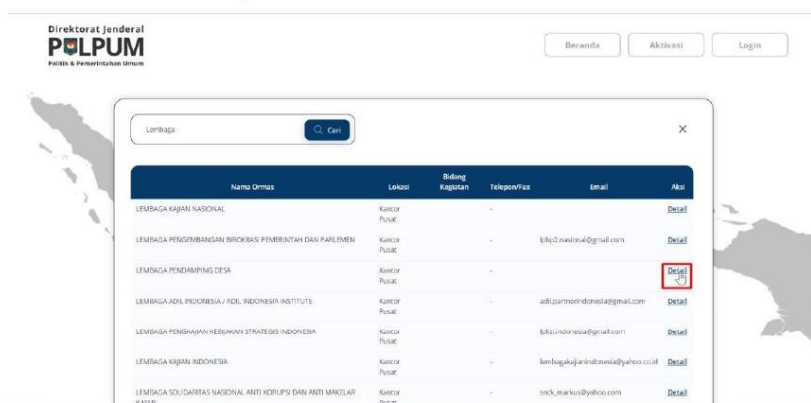 Direktorat Jenderal
POLPUM
Politik & Pemerintahan Umum
Beranda Aktivasi Login
Lembaga Cari
Nama Ormas Lokasi Bidang Kegiatan Telepon/Fax Email Aksi
LEMBAGA KAJIAN NASIONAL Kantor Pusat - Detail
LEMBAGA PENGEMBANGAN BIROKRASI PEMERINTAH DAN PARLEMEN Kantor Pusat - lpbp2.nasional@gmail.com Detail
LEMBAGA PENDAMPING DESA Kantor Pusat - Detail
LEMBAGA ADIL INDONESIA / ADIL INDONESIA INSTITUTE Kantor Pusat - adil.partnerindonesia@gmail.com Detail
LEMBAGA PENGKAJIAN KEBIJAKAN STRATEGIS INDONESIA Kantor Pusat - lpksi.indonesia@gmail.com Detail
LEMBAGA KAJIAN INDONESIA Kantor Pusat - lembagakajianindonesia@yahoo.co.id Detail
LEMBAGA SOLIDARITAS NASIONAL ANTI KORUPSI DAN ANTI MAKELAR KASUS Kantor Pusat - snck_markus@yahoo.com Detail